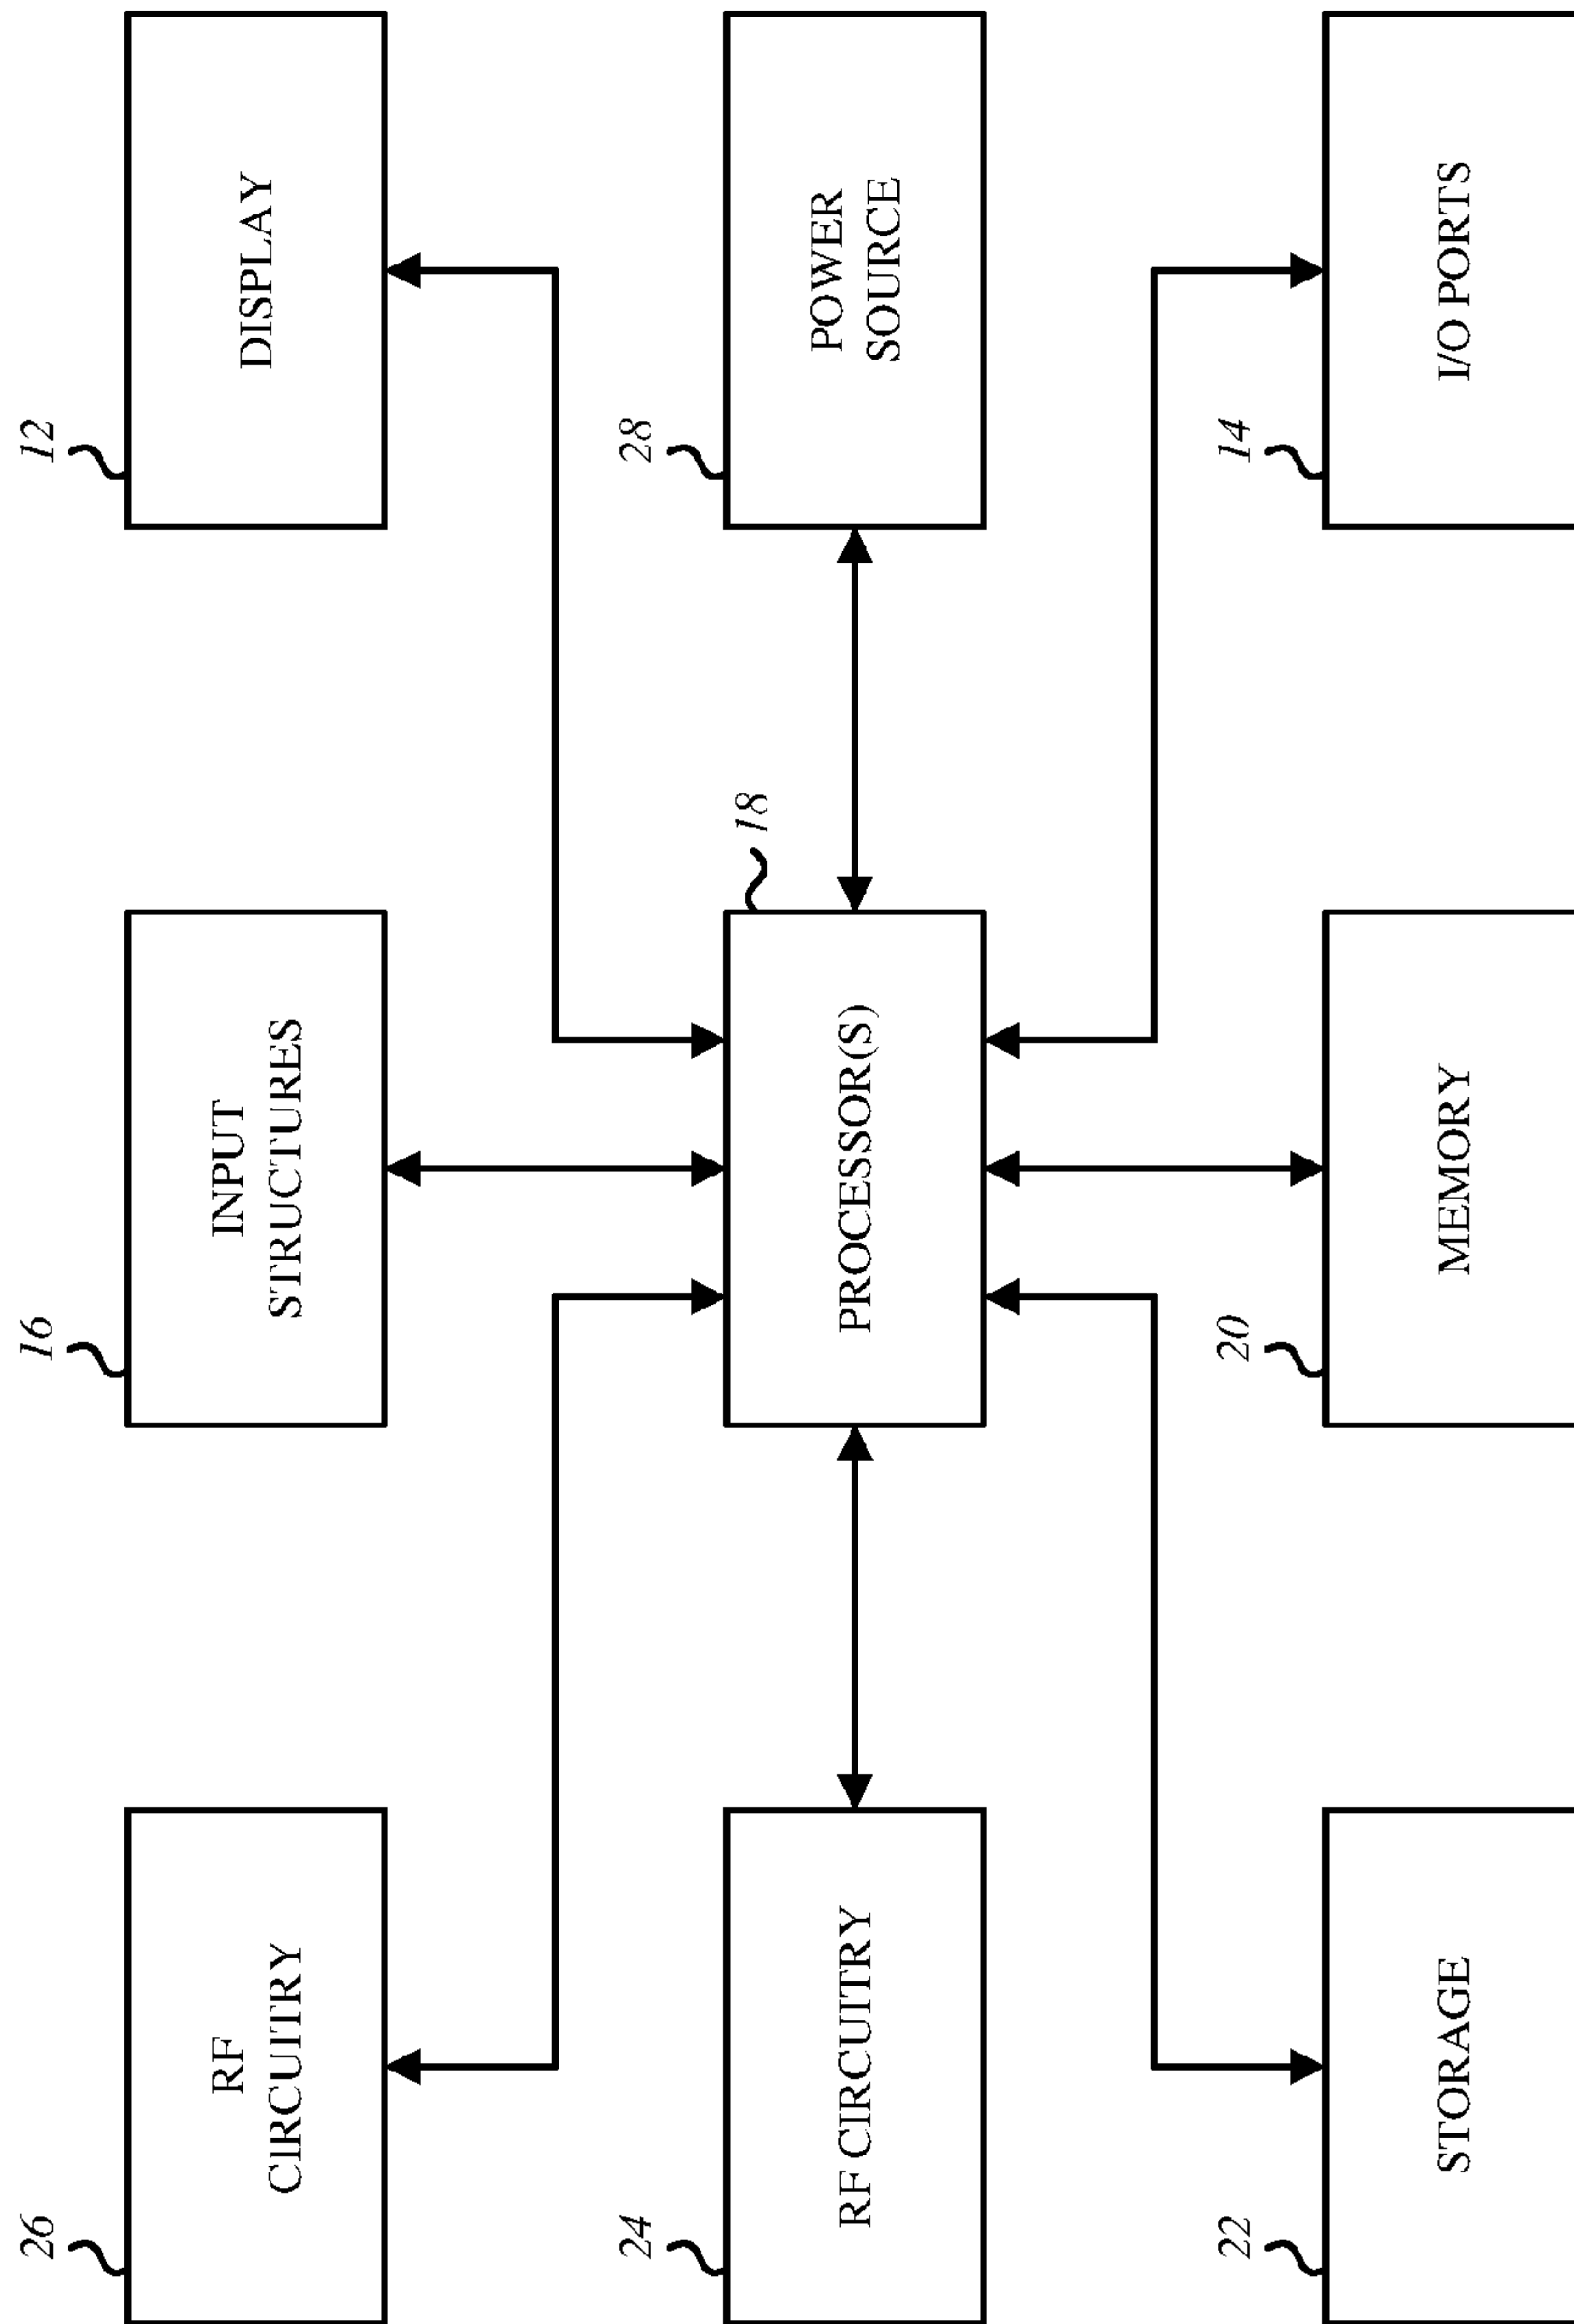 26
RF
CIRCUITRY
16
INPUT
STRUCTURES
12
DISPLAY
24
RF CIRCUITRY
PROCESSOR(S)
18
28
POWER
SOURCE
22
STORAGE
20
MEMORY
14
I/O PORTS